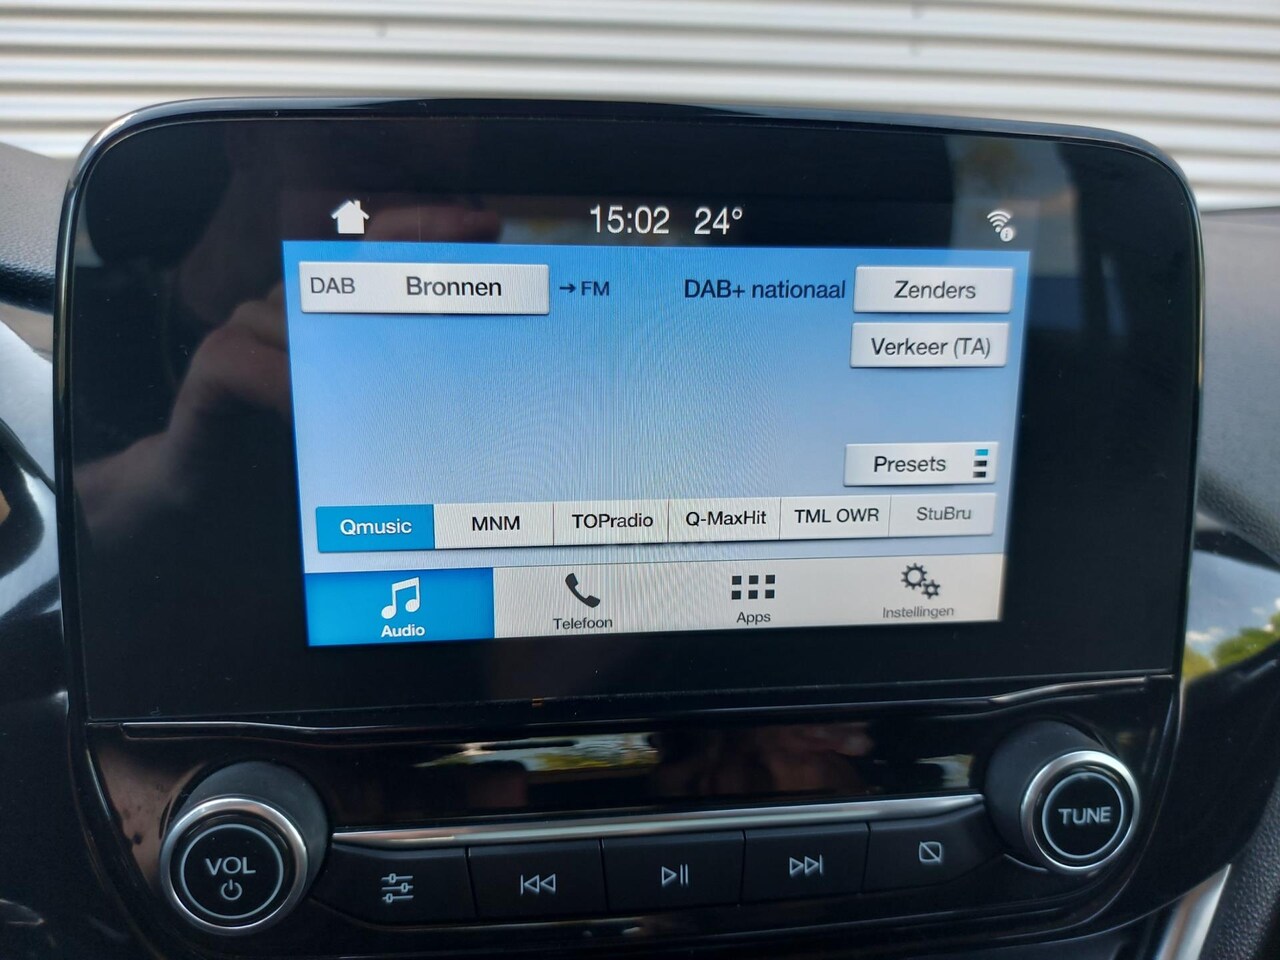 15:02 24°
DAB Bronnen →FM DAB+ nationaal Zenders
Verkeer (TA)
Presets
Qmusic MNM TOPradio Q-MaxHit TML OWR StuBru
Audio Telefoon Apps Instellingen
VOL
TUNE